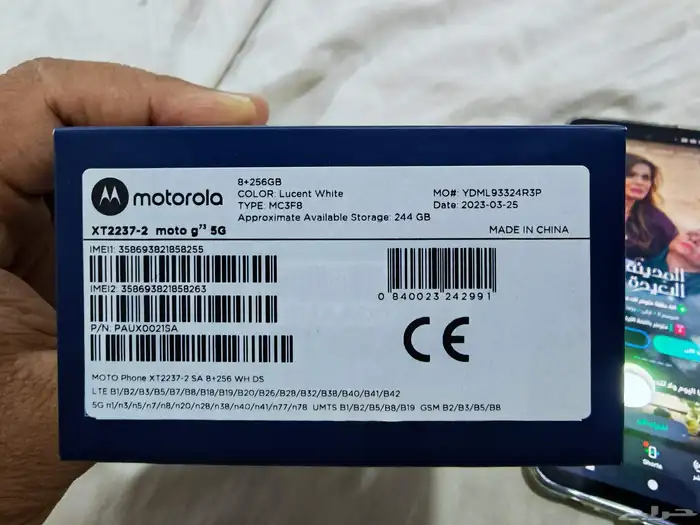 motorola
8+256GB
COLOR: Lucent White
TYPE: MC3F8
Approximate Available Storage: 244 GB
MO#: YDML93324R3P
Date: 2023-03-25
XT2237-2 moto g⁷³ 5G
MADE IN CHINA
IMEI1: 358693821858255
IMEI2: 358693821858263
P/N: PAUX0021SA
0 840023 242991
CE
MOTO Phone XT2237-2 SA 8+256 WH DS
LTE B1/B2/B3/B5/B7/B8/B18/B19/B20/B26/B28/B32/B38/B40/B41/B42
5G n1/n3/n5/n7/n8/n20/n28/n38/n40/n41/n77/n78 UMTS B1/B2/B5/B8/B19 GSM B2/B3/B5/B8
المدينة
البعيدة
Shorts
حراج